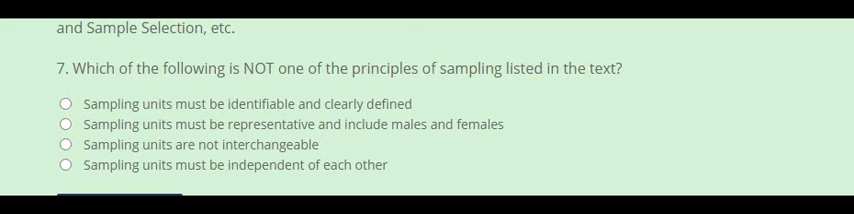 and Sample Selection, etc.
7. Which of the following is NOT one of the principles of sampling listed in the text?
Sampling units must be identifiable and clearly defined
Sampling units must be representative and include males and females
Sampling units are not interchangeable
Sampling units must be independent of each other